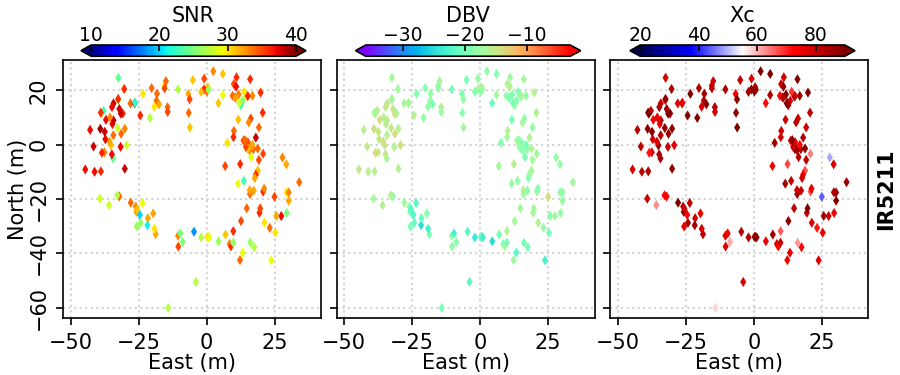 SNR DBV Xc
10 20 30 40 −30 −20 −10 20 40 60 80
20
0
−20
−40
−60
North (m)
IR5211
−50 −25 0 25 −50 −25 0 25 −50 −25 0 25
East (m) East (m) East (m)